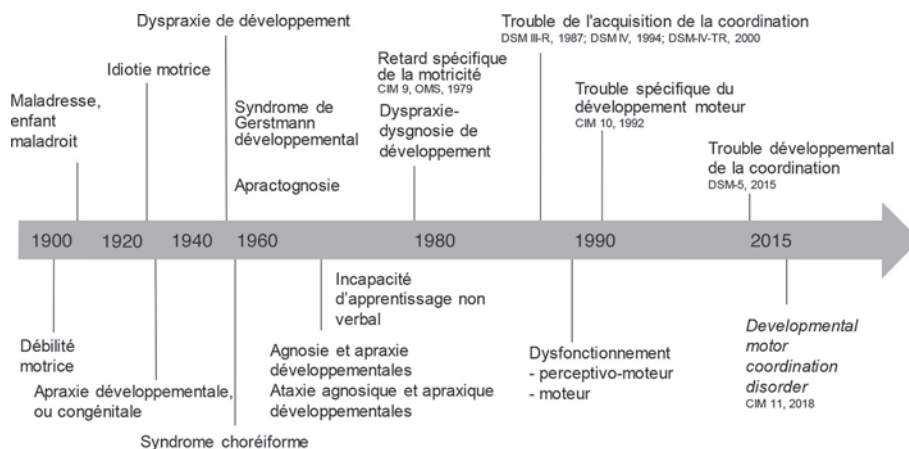 Dyspraxie de développement
Idiotie motrice
Maladresse,
enfant
maladroit
Syndrome de
Gerstmann
développemental
Apractognosie
Retard spécifique
de la motricité
CIM 9, OMS, 1979
Dyspraxie-
dysgnosie de
développement
Trouble de l'acquisition de la coordination
DSM III-R, 1987; DSM IV, 1994; DSM-IV-TR, 2000
Trouble spécifique du
développement moteur
CIM 10, 1992
Trouble développemental
de la coordination
DSM-5, 2015
1900 1920 1940 1960 1980 1990 2015
Débilité
motrice
Apraxie développementale,
ou congénitale
Syndrome choréiforme
Incapacité
d'apprentissage non
verbal
Agnosie et apraxie
développementales
Ataxie agnosique et apraxique
développementales
Dysfonctionnement
- perceptivo-moteur
- moteur
Developmental
motor
coordination
disorder
CIM 11, 2018